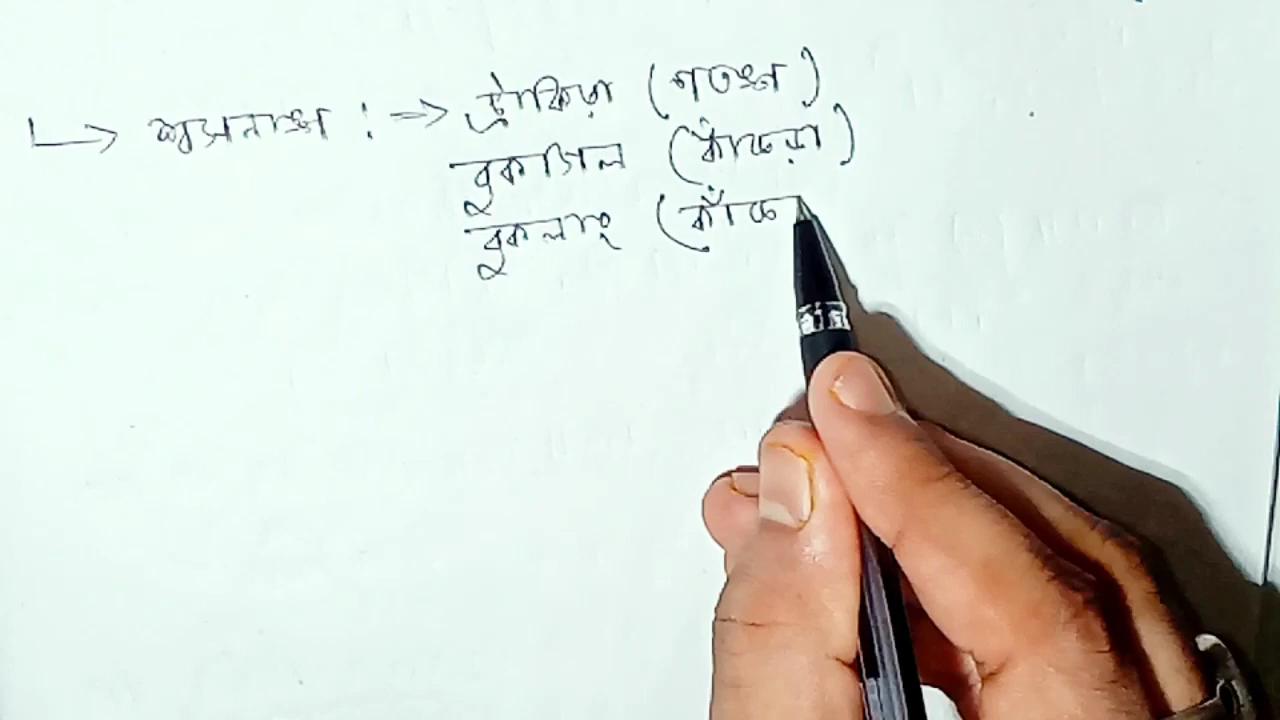 ↳ শ্বসনাঙ্গ : ⇒ ট্রাকিয়া (পতঙ্গ)
বুকগিল (কাঁকড়া)
বুকলাং (কাঁক